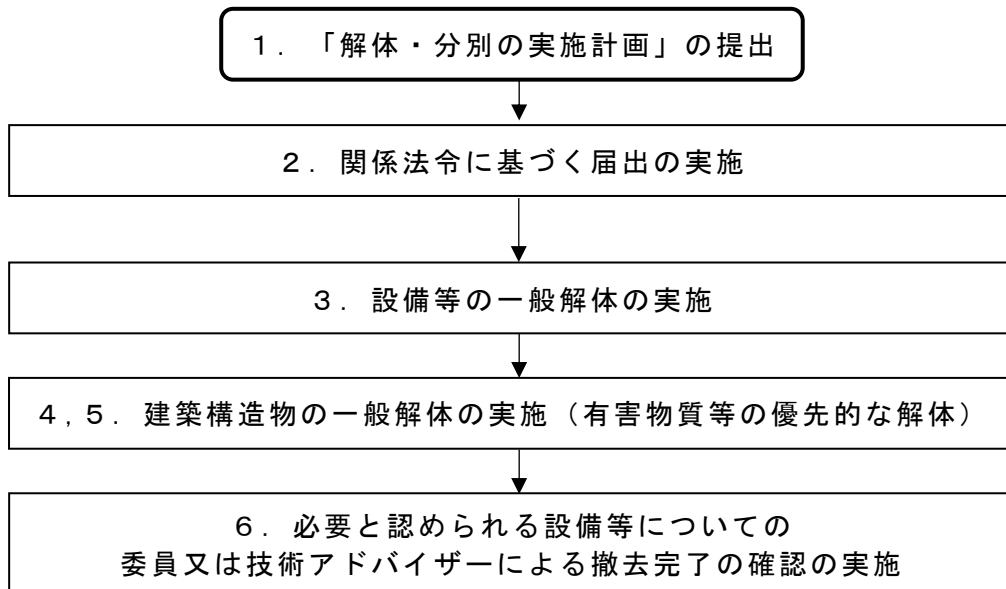 １．「解体・分別の実施計画」の提出
２．関係法令に基づく届出の実施
３．設備等の一般解体の実施
４,５．建築構造物の一般解体の実施（有害物質等の優先的な解体）
６．必要と認められる設備等についての
委員又は技術アドバイザーによる撤去完了の確認の実施